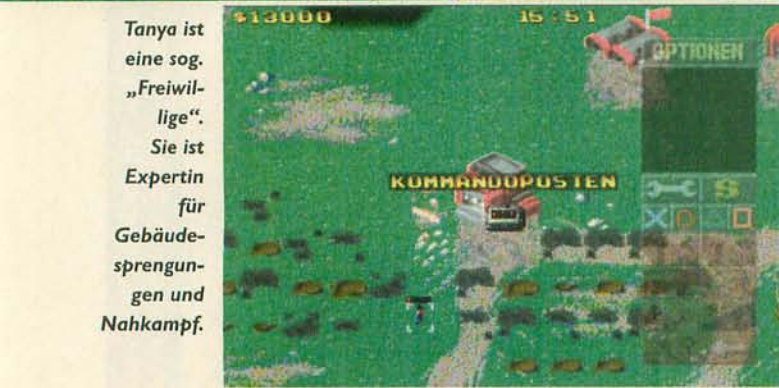 Tanya ist
eine sog.
„Freiwil-
lige“.
Sie ist
Expertin
für
Gebäude-
sprengun-
gen und
Nahkampf.
$13000
15:51
OPTIONEN
KOMMANDOPOSTEN